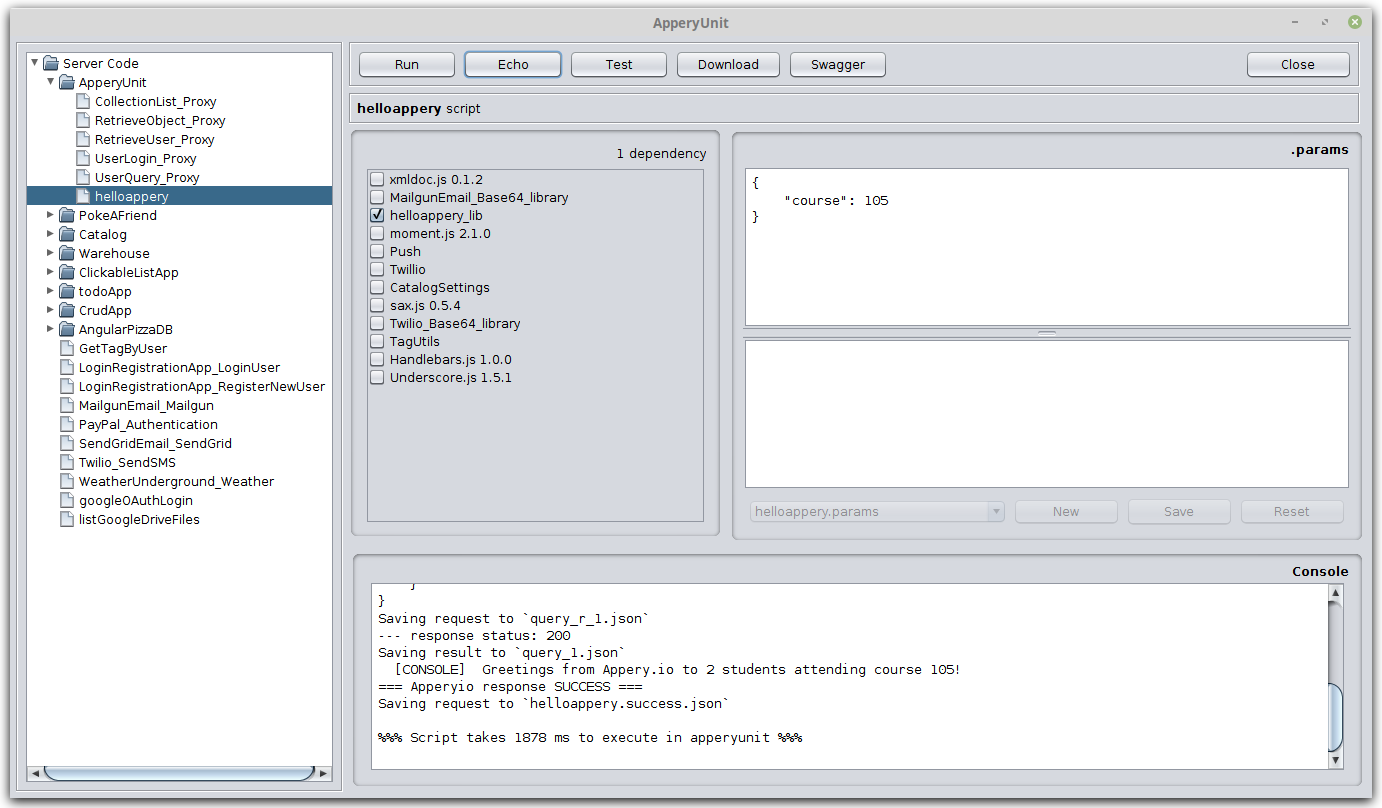 ApperyUnit
Server Code
ApperyUnit
CollectionList_Proxy
RetrieveObject_Proxy
RetrieveUser_Proxy
UserLogin_Proxy
UserQuery_Proxy
helloappery
PokeAFriend
Catalog
Warehouse
ClickableListApp
todoApp
CrudApp
AngularPizzaDB
GetTagByUser
LoginRegistrationApp_LoginUser
LoginRegistrationApp_RegisterNewUser
MailgunEmail_Mailgun
PayPal_Authentication
SendGridEmail_SendGrid
Twilio_SendSMS
WeatherUnderground_Weather
googleOAuthLogin
listGoogleDriveFiles
Run Echo Test Download Swagger Close
helloappery script
1 dependency
xmldoc.js 0.1.2
MailgunEmail_Base64_library
helloappery_lib
moment.js 2.1.0
Push
Twillio
CatalogSettings
sax.js 0.5.4
Twilio_Base64_library
TagUtils
Handlebars.js 1.0.0
Underscore.js 1.5.1
.params
{
"course": 105
}
helloappery.params New Save Reset
Console
}
}
Saving request to `query_r_1.json`
--- response status: 200
Saving result to `query_1.json`
[CONSOLE] Greetings from Appery.io to 2 students attending course 105!
=== Apperyio response SUCCESS ===
Saving request to `helloappery.success.json`
%%% Script takes 1878 ms to execute in apperyunit %%%